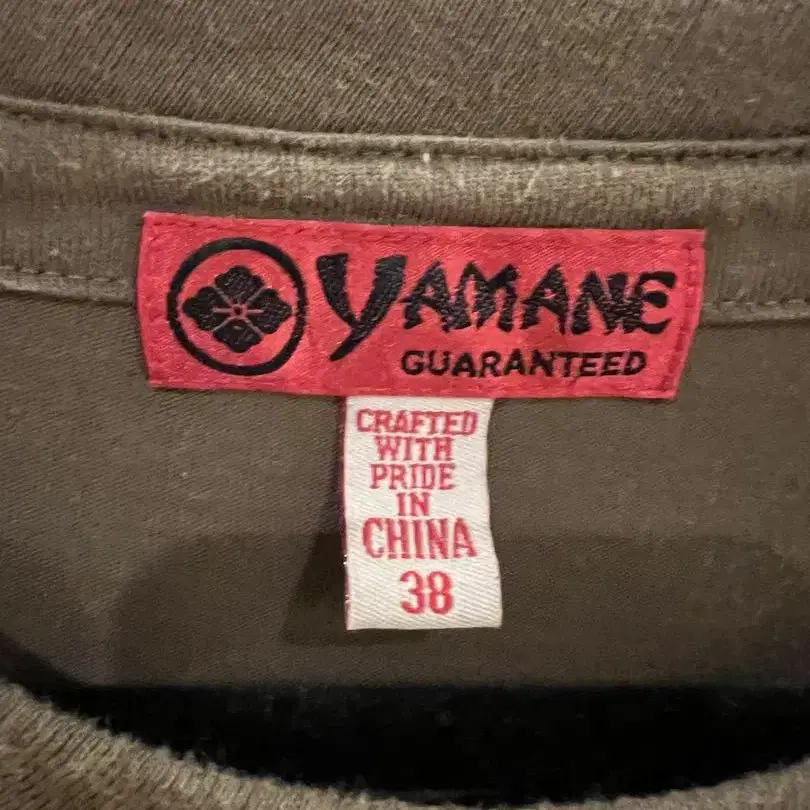 YAMANE
GUARANTEED
CRAFTED
WITH
PRIDE
IN
CHINA
38